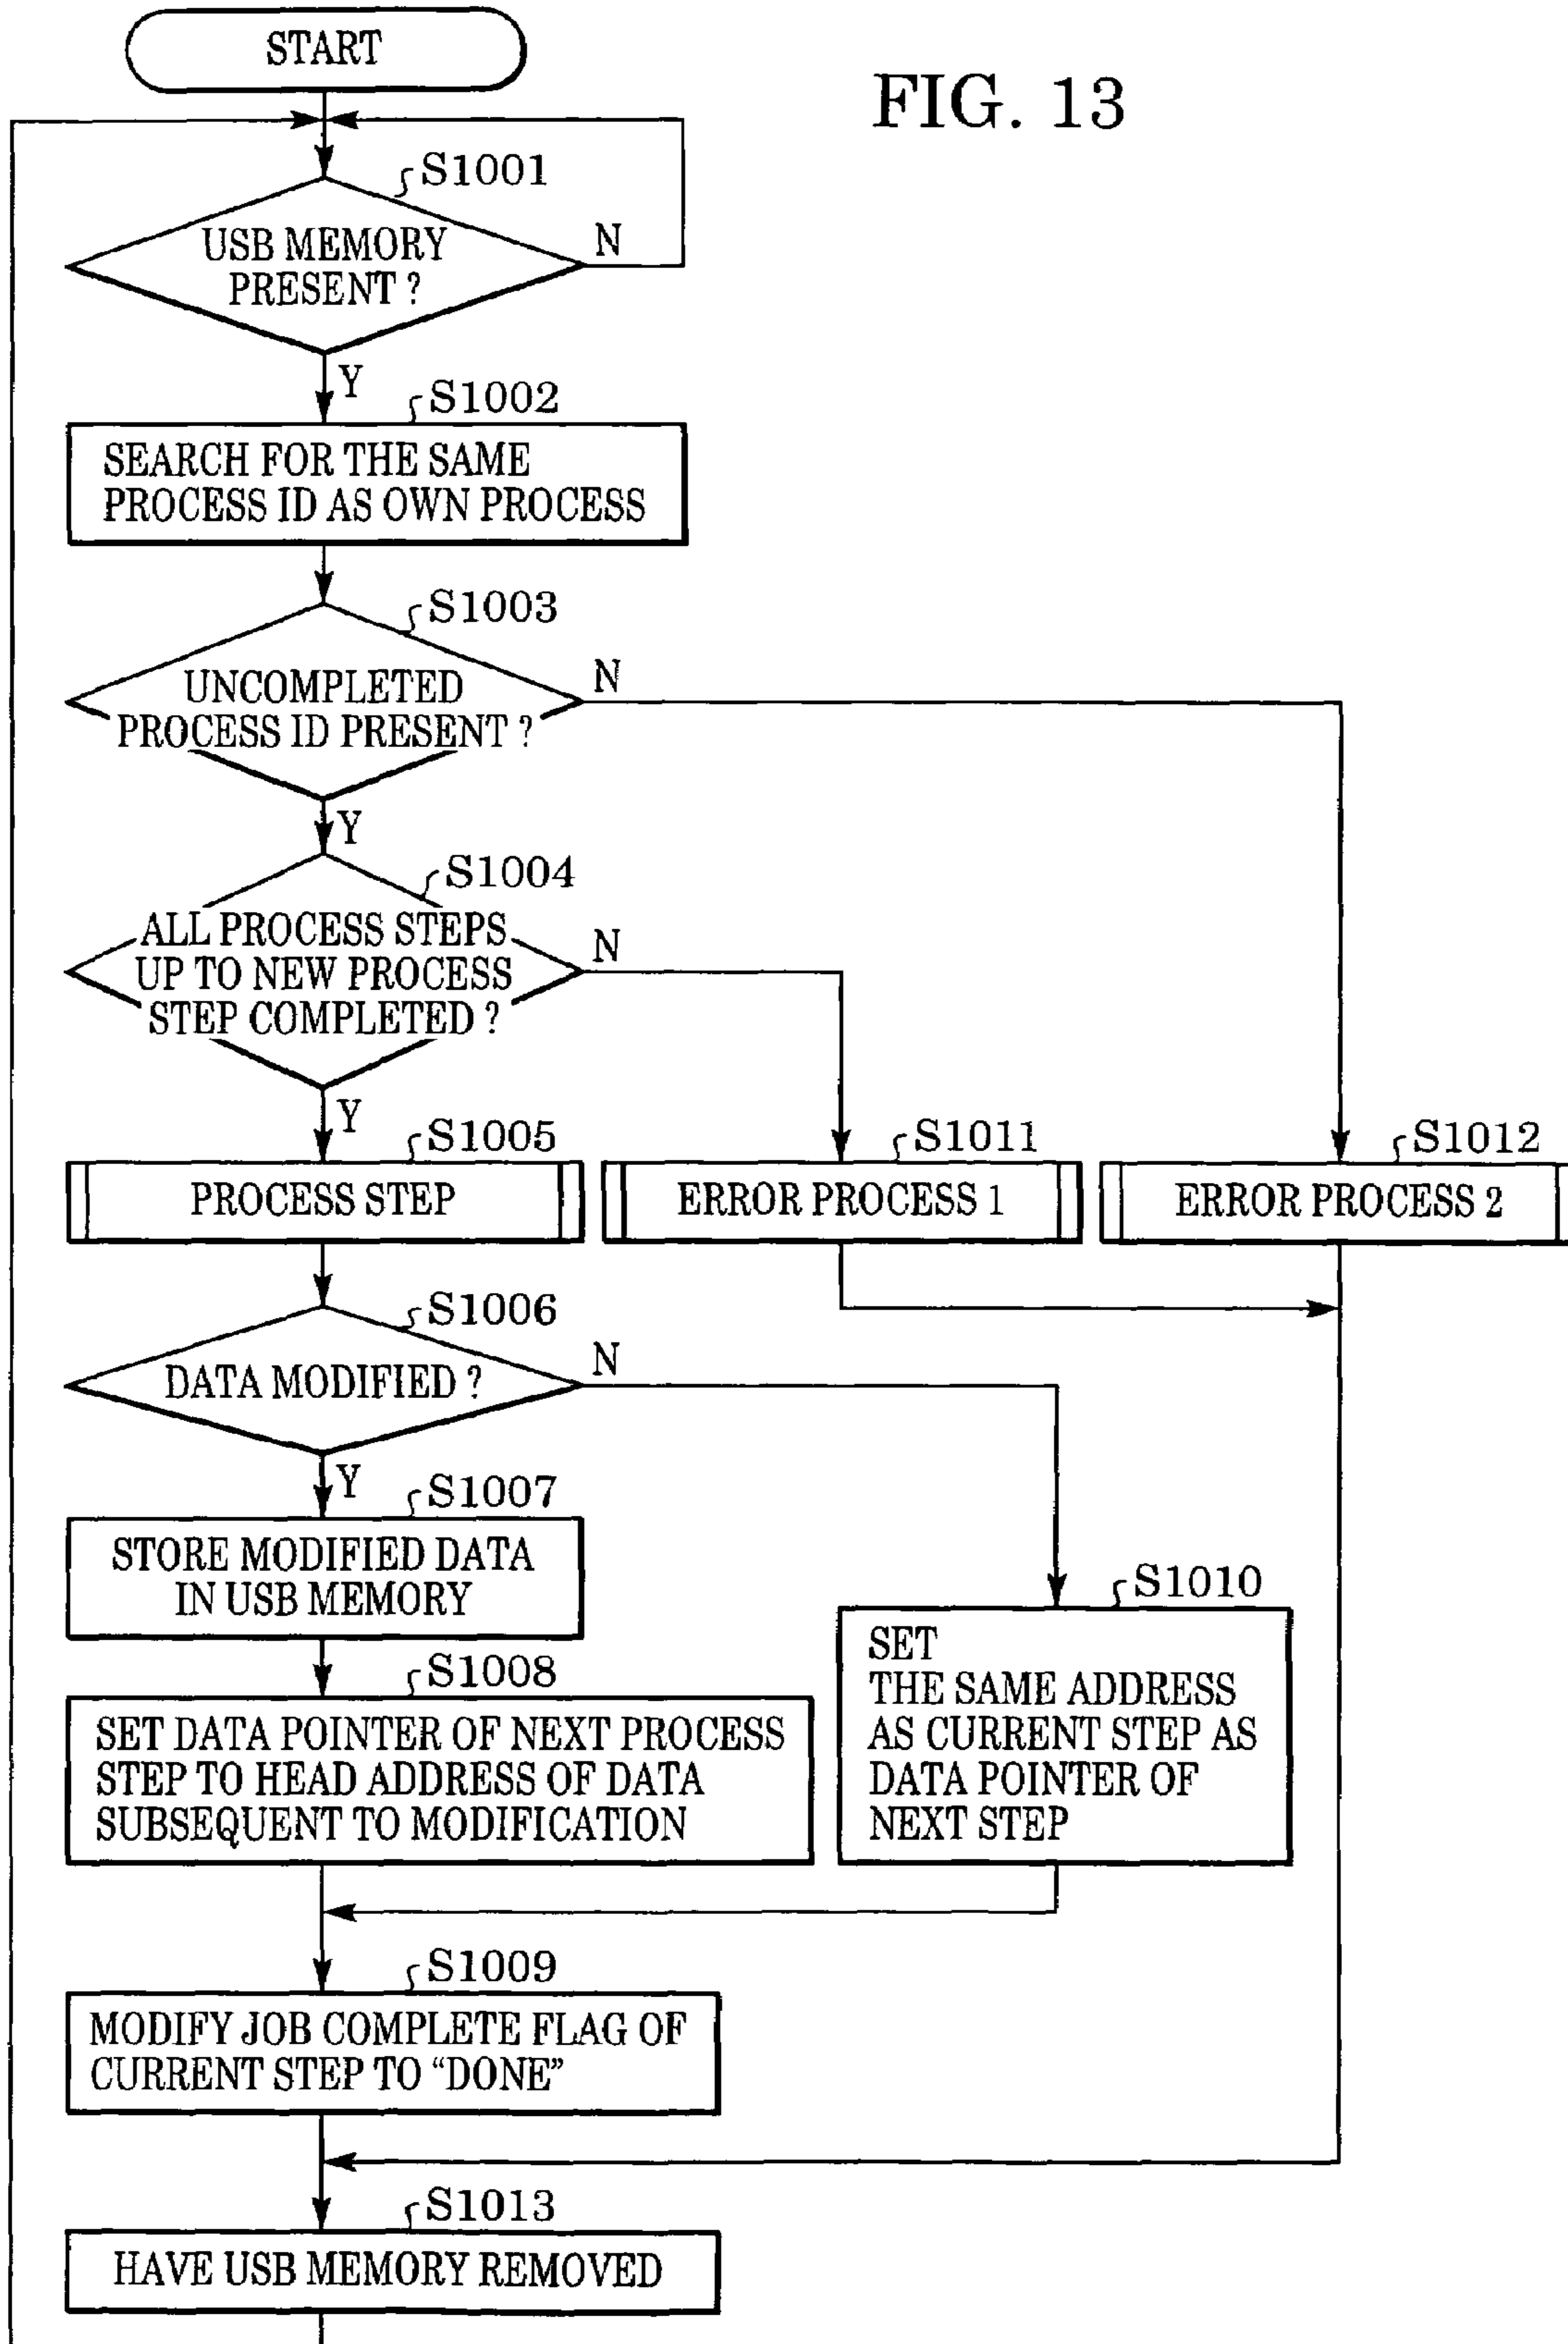 START
FIG. 13
S1001
USB MEMORY
PRESENT ?
N
Y
S1002
SEARCH FOR THE SAME
PROCESS ID AS OWN PROCESS
S1003
UNCOMPLETED
PROCESS ID PRESENT ?
N
Y
S1004
ALL PROCESS STEPS
UP TO NEW PROCESS
STEP COMPLETED ?
N
Y
S1005
PROCESS STEP
S1011
ERROR PROCESS 1
S1012
ERROR PROCESS 2
S1006
DATA MODIFIED ?
N
Y
S1007
STORE MODIFIED DATA
IN USB MEMORY
S1010
SET
THE SAME ADDRESS
AS CURRENT STEP AS
DATA POINTER OF
NEXT STEP
S1008
SET DATA POINTER OF NEXT PROCESS
STEP TO HEAD ADDRESS OF DATA
SUBSEQUENT TO MODIFICATION
S1009
MODIFY JOB COMPLETE FLAG OF
CURRENT STEP TO “DONE”
S1013
HAVE USB MEMORY REMOVED